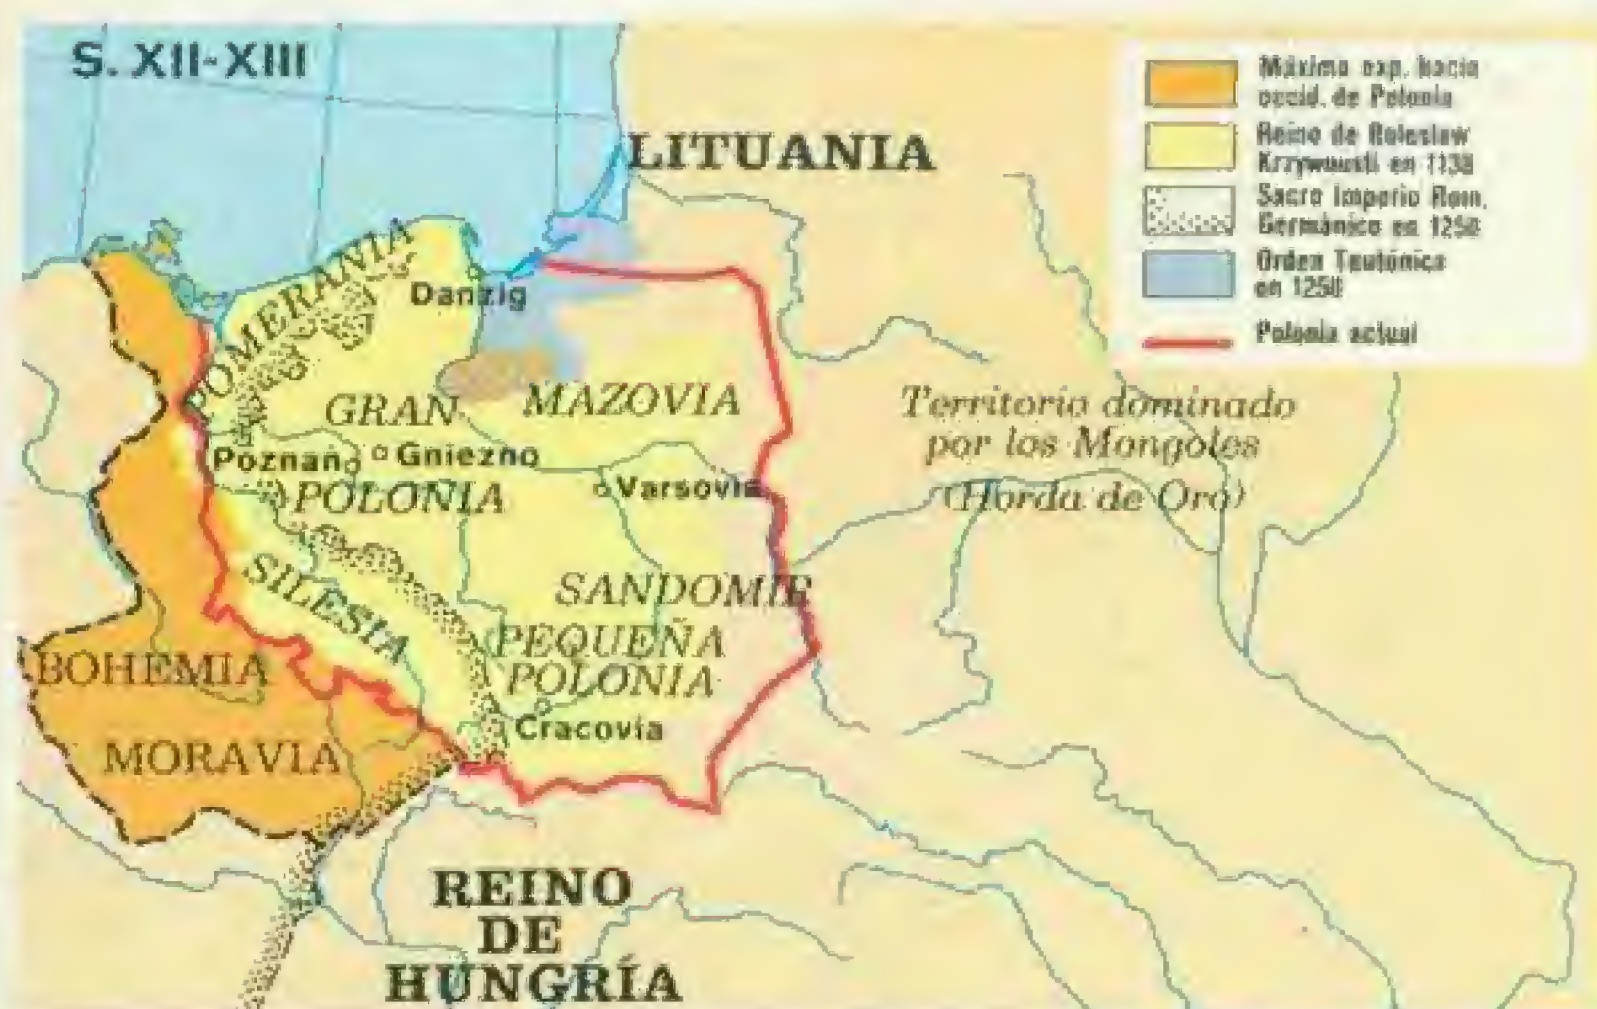 S. XII-XIII
Máxima exp. hacia
occid. de Polonia
Reino de Boleslaw
Krzywousti en 1138
Sacro Imperio Rom.
Germánico en 1250
Orden Teutónica
en 1250
Polonia actual
LITUANIA
POMERANIA
Danzig
GRAN
MAZOVIA
Territorio dominado
por los Mongoles
(Horda de Oro)
Poznań
Gniezno
POLONIA
Varsovia
SILESIA
SANDOMIR
PEQUEÑA
POLONIA
BOHEMIA
Cracovia
MORAVIA
REINO
DE
HUNGRÍA